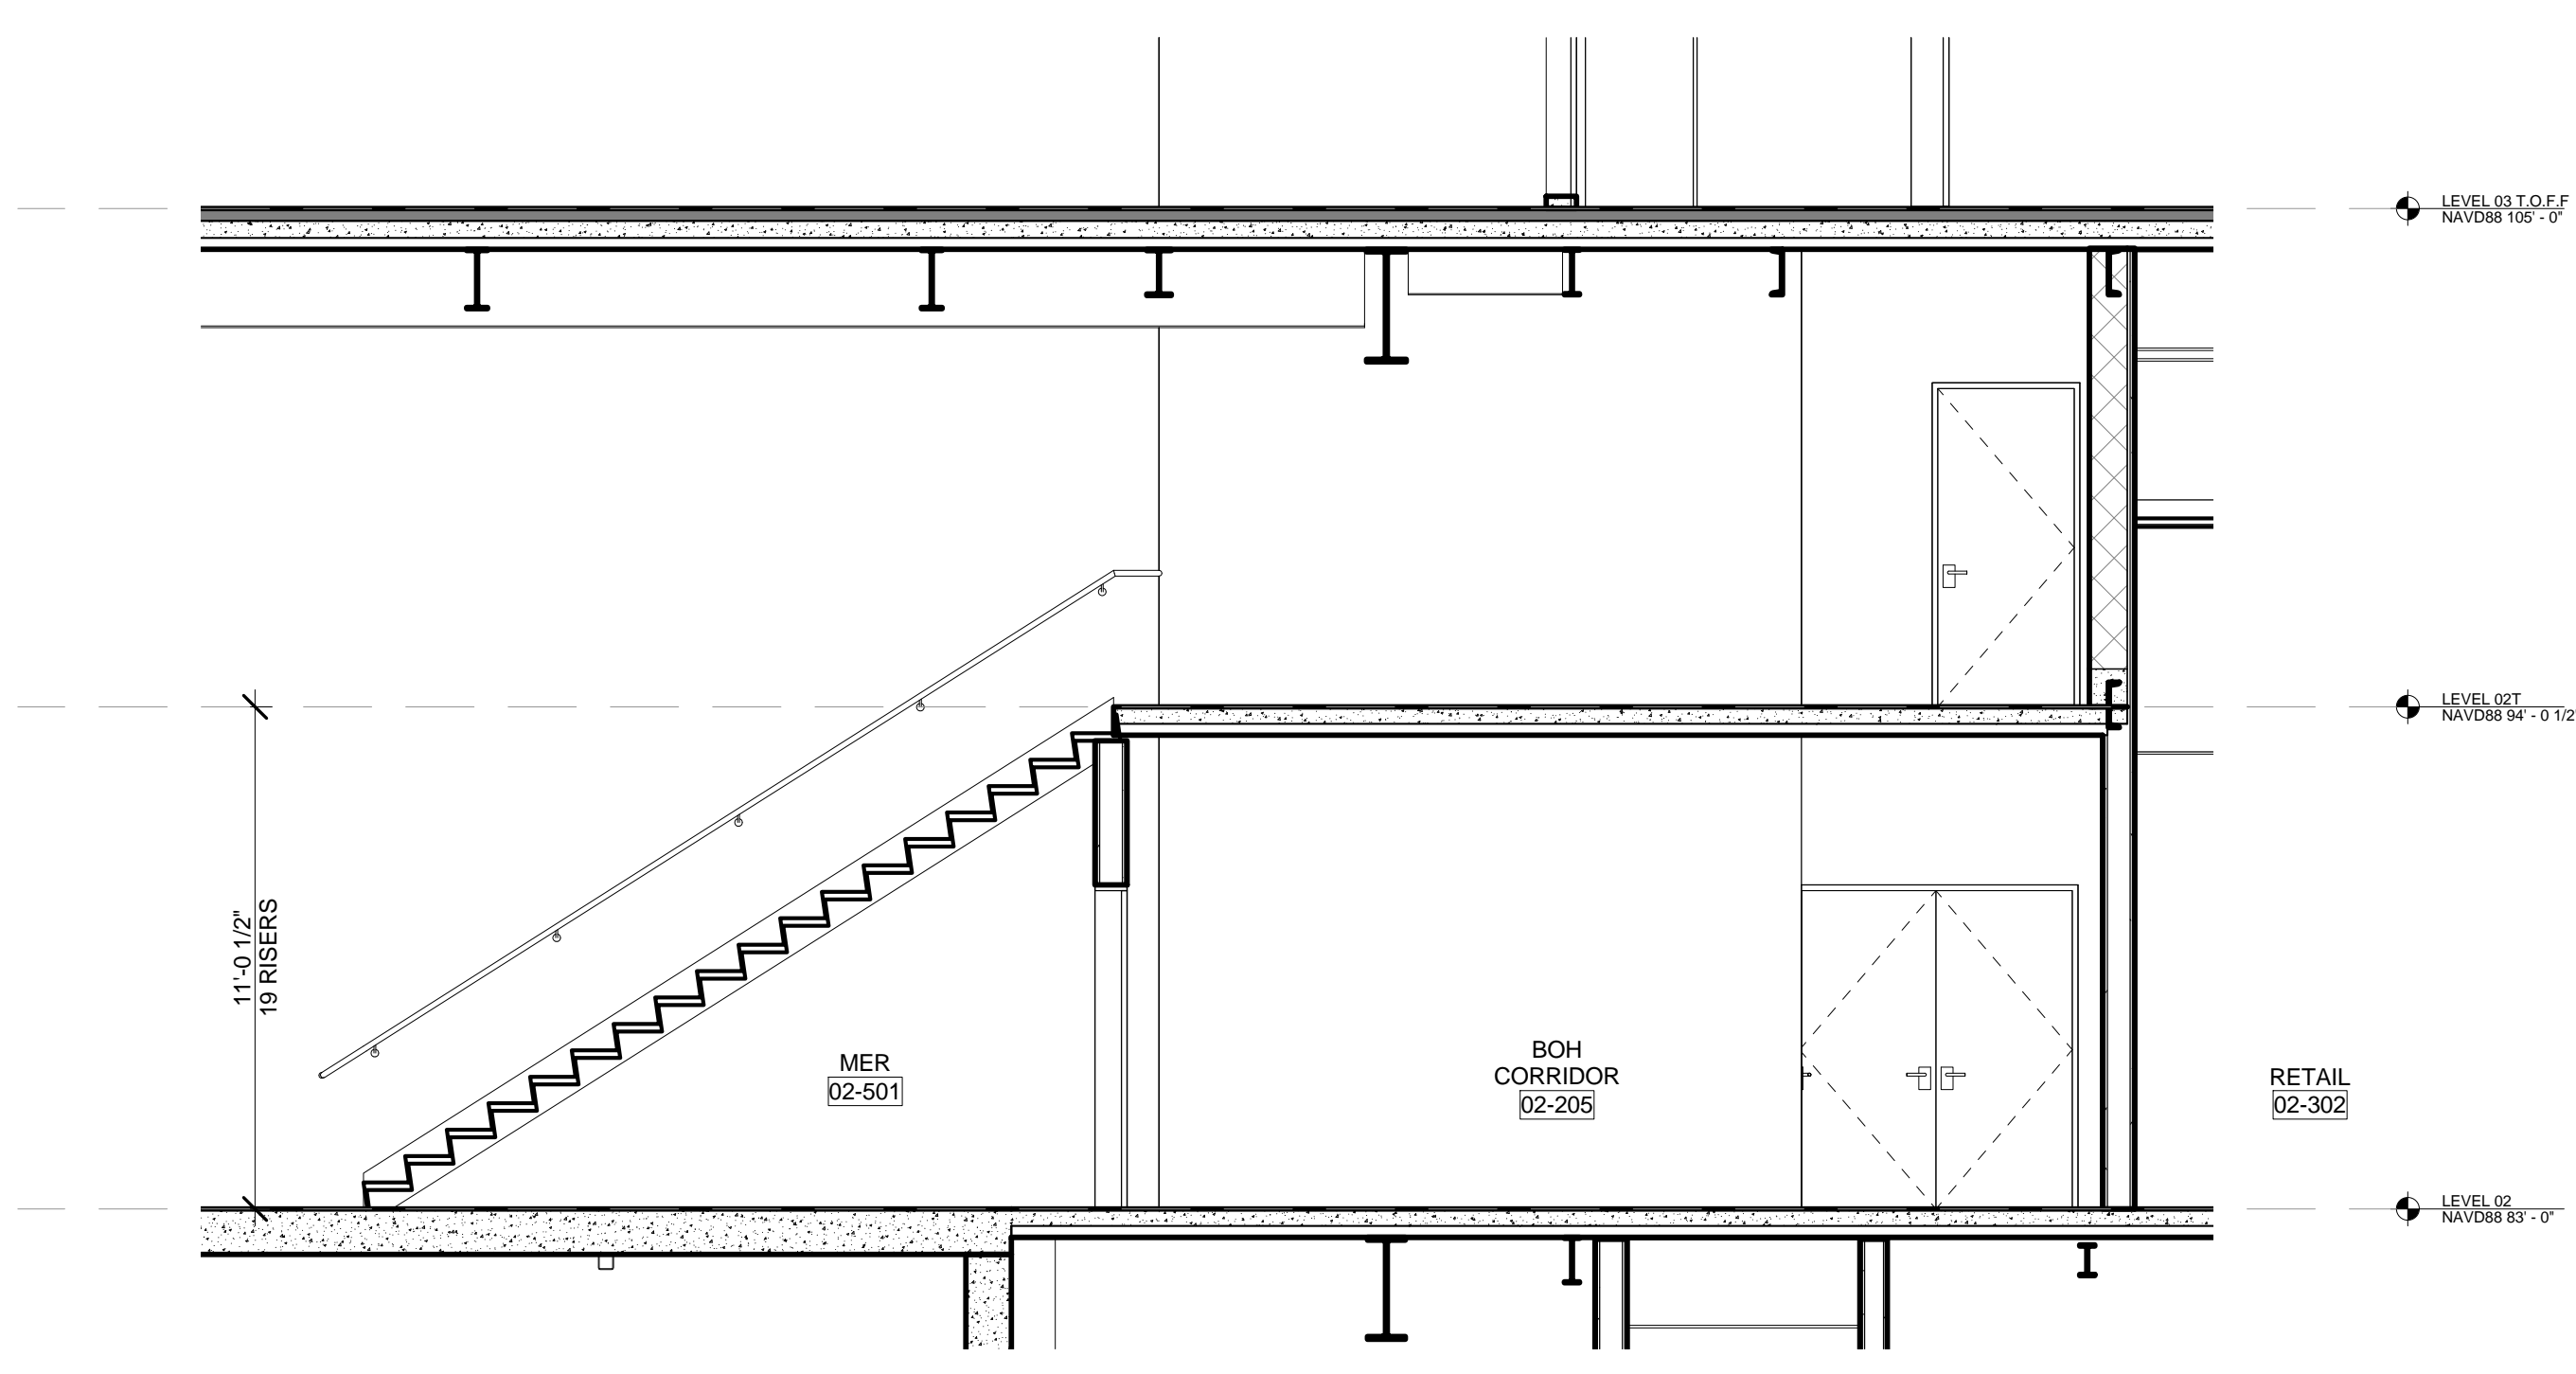 LEVEL 03 T.O.F.F
NAVD88 105' - 0"
LEVEL 02T
NAVD88 94' - 0 1/2"
11'-0 1/2"
19 RISERS
MER
02-501
BOH
CORRIDOR
02-205
RETAIL
02-302
LEVEL 02
NAVD88 83' - 0"